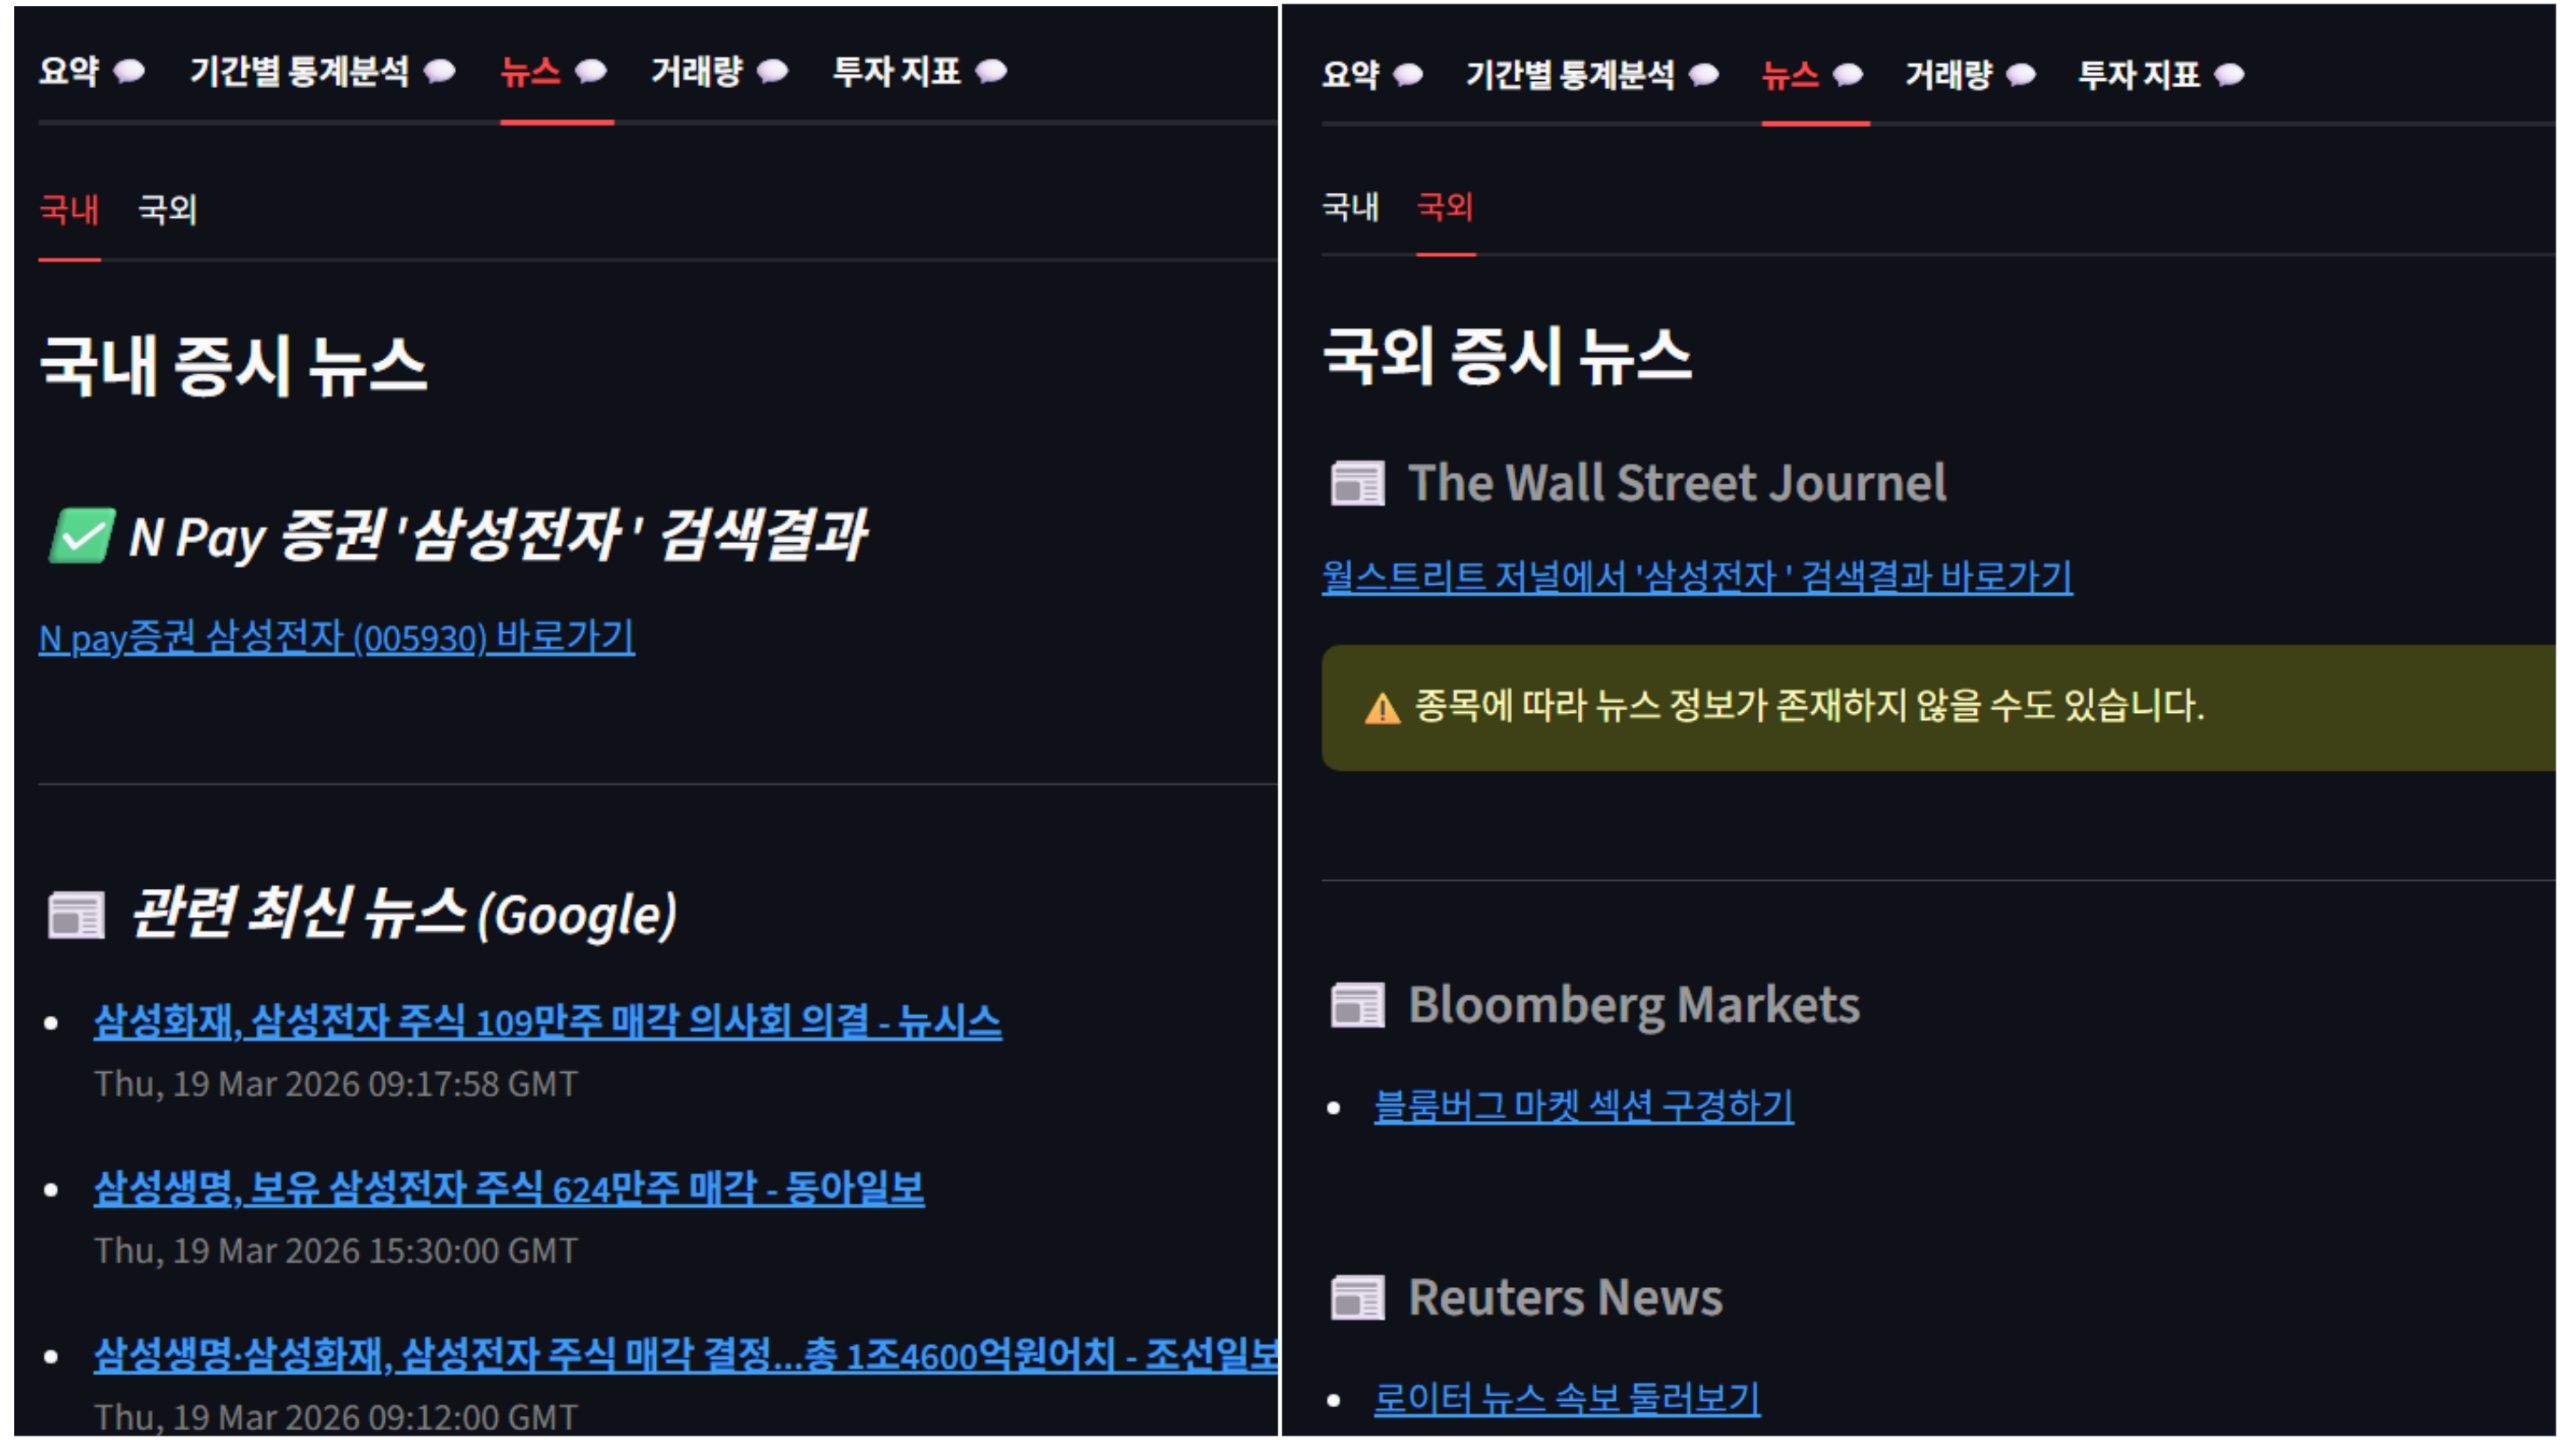 요약 💬 기간별 통계분석 💬 뉴스 💬 거래량 💬 투자 지표 💬
국내 국외
국내 증시 뉴스
✅ N Pay 증권 '삼성전자 ' 검색결과
N pay증권 삼성전자 (005930) 바로가기
📰 관련 최신 뉴스 (Google)
삼성화재, 삼성전자 주식 109만주 매각 의사회 의결 - 뉴시스
Thu, 19 Mar 2026 09:17:58 GMT
삼성생명, 보유 삼성전자 주식 624만주 매각 - 동아일보
Thu, 19 Mar 2026 15:30:00 GMT
삼성생명·삼성화재, 삼성전자 주식 매각 결정...총 1조4600억원어치 - 조선일보
Thu, 19 Mar 2026 09:12:00 GMT
요약 💬 기간별 통계분석 💬 뉴스 💬 거래량 💬 투자 지표 💬
국내 국외
국외 증시 뉴스
📰 The Wall Street Journel
월스트리트 저널에서 '삼성전자 ' 검색결과 바로가기
⚠️ 종목에 따라 뉴스 정보가 존재하지 않을 수도 있습니다.
📰 Bloomberg Markets
블룸버그 마켓 섹션 구경하기
📰 Reuters News
로이터 뉴스 속보 둘러보기